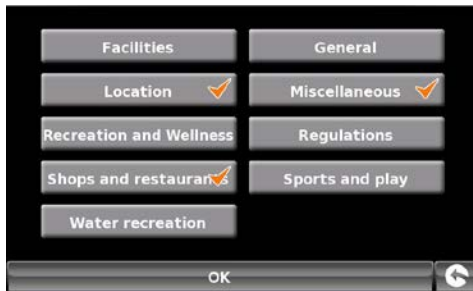 Facilities
General
Location
Miscellaneous
Recreation and Wellness
Regulations
Shops and restaurants
Sports and play
Water recreation
OK